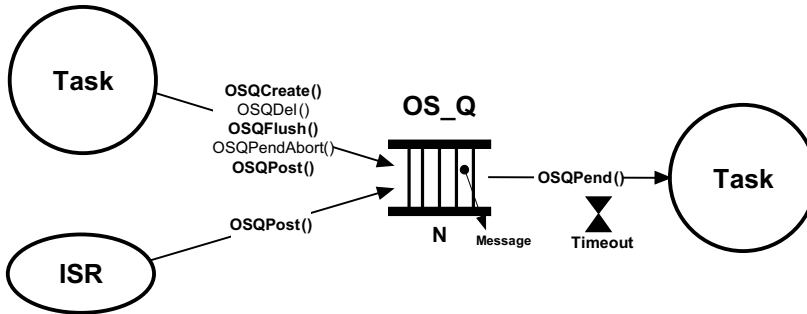 Task
OSQCreate()
OSQDel()
OSQFlush()
OSQPendAbort()
OSQPost()
OS_Q
OSQPend()
Task
Timeout
OSQPost()
N
Message
ISR